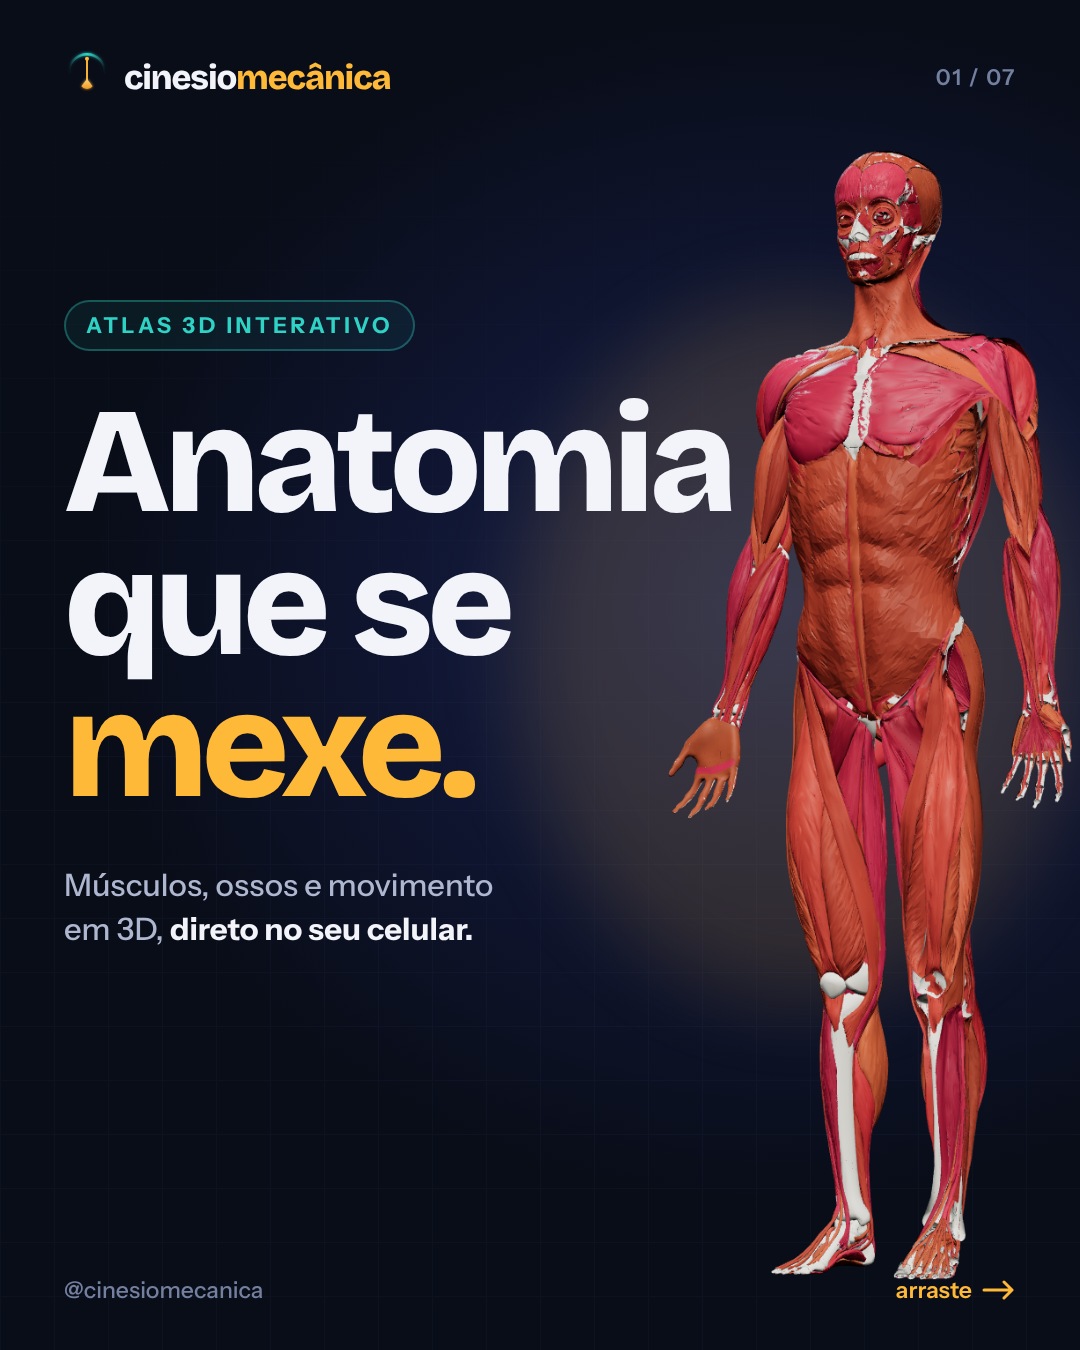 cinesiomecânica
01 / 07
ATLAS 3D INTERATIVO
Anatomia
que se
mexe.
Músculos, ossos e movimento
em 3D, direto no seu celular.
@cinesiomecanica
arraste →